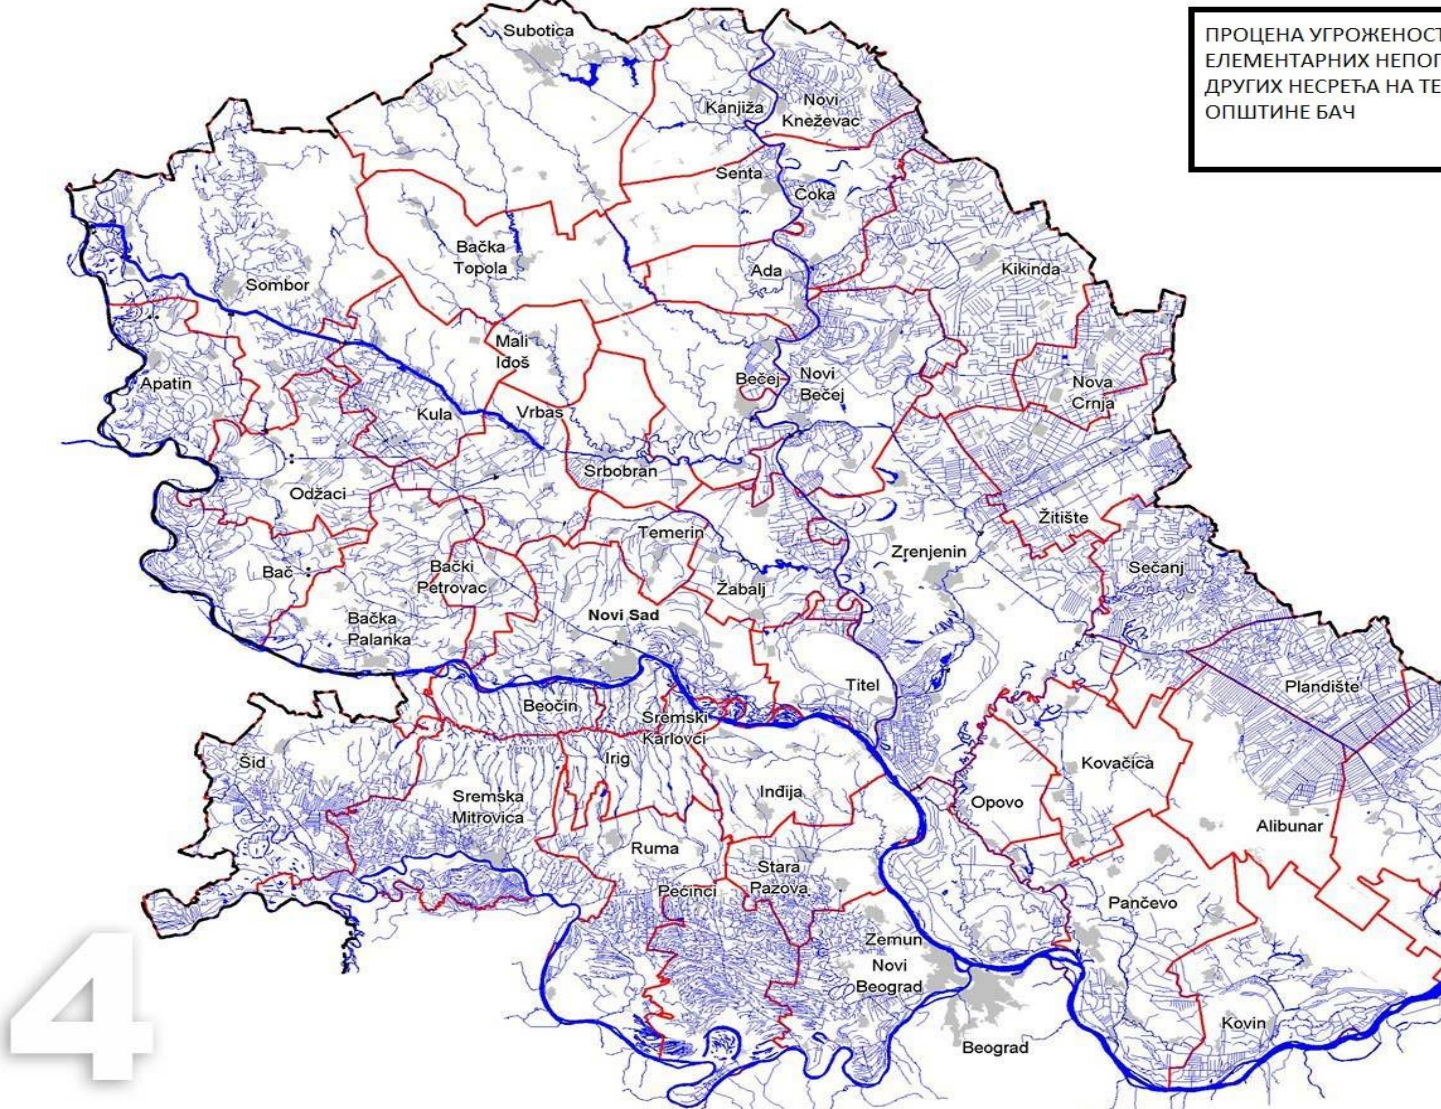 ПРОЦЕНА УГРОЖЕНОСТ
ЕЛЕМЕНТАРНИХ НЕПОГ
ДРУГИХ НЕСРЕЋА НА ТЕ
ОПШТИНЕ БАЧ
Subotica
Kanjiža
Novi
Kneževac
Senta
Čoka
Bačka
Topola
Ada
Kikinda
Sombor
Mali
Iđoš
Apatin
Bečej
Novi
Bečej
Nova
Crnja
Kula
Vrbas
Srbobran
Odžaci
Žitište
Temerin
Zrenjenin
Bač
Bački
Petrovac
Žabalj
Sečanj
Bačka
Palanka
Novi Sad
Titel
Plandište
Beočin
Sremski
Karlovci
Šid
Irig
Kovačica
Sremska
Mitrovica
Inđija
Opovo
Alibunar
Ruma
Stara
Pazova
Pećinci
Pančevo
Zemun
Novi
Beograd
Kovin
Beograd
4